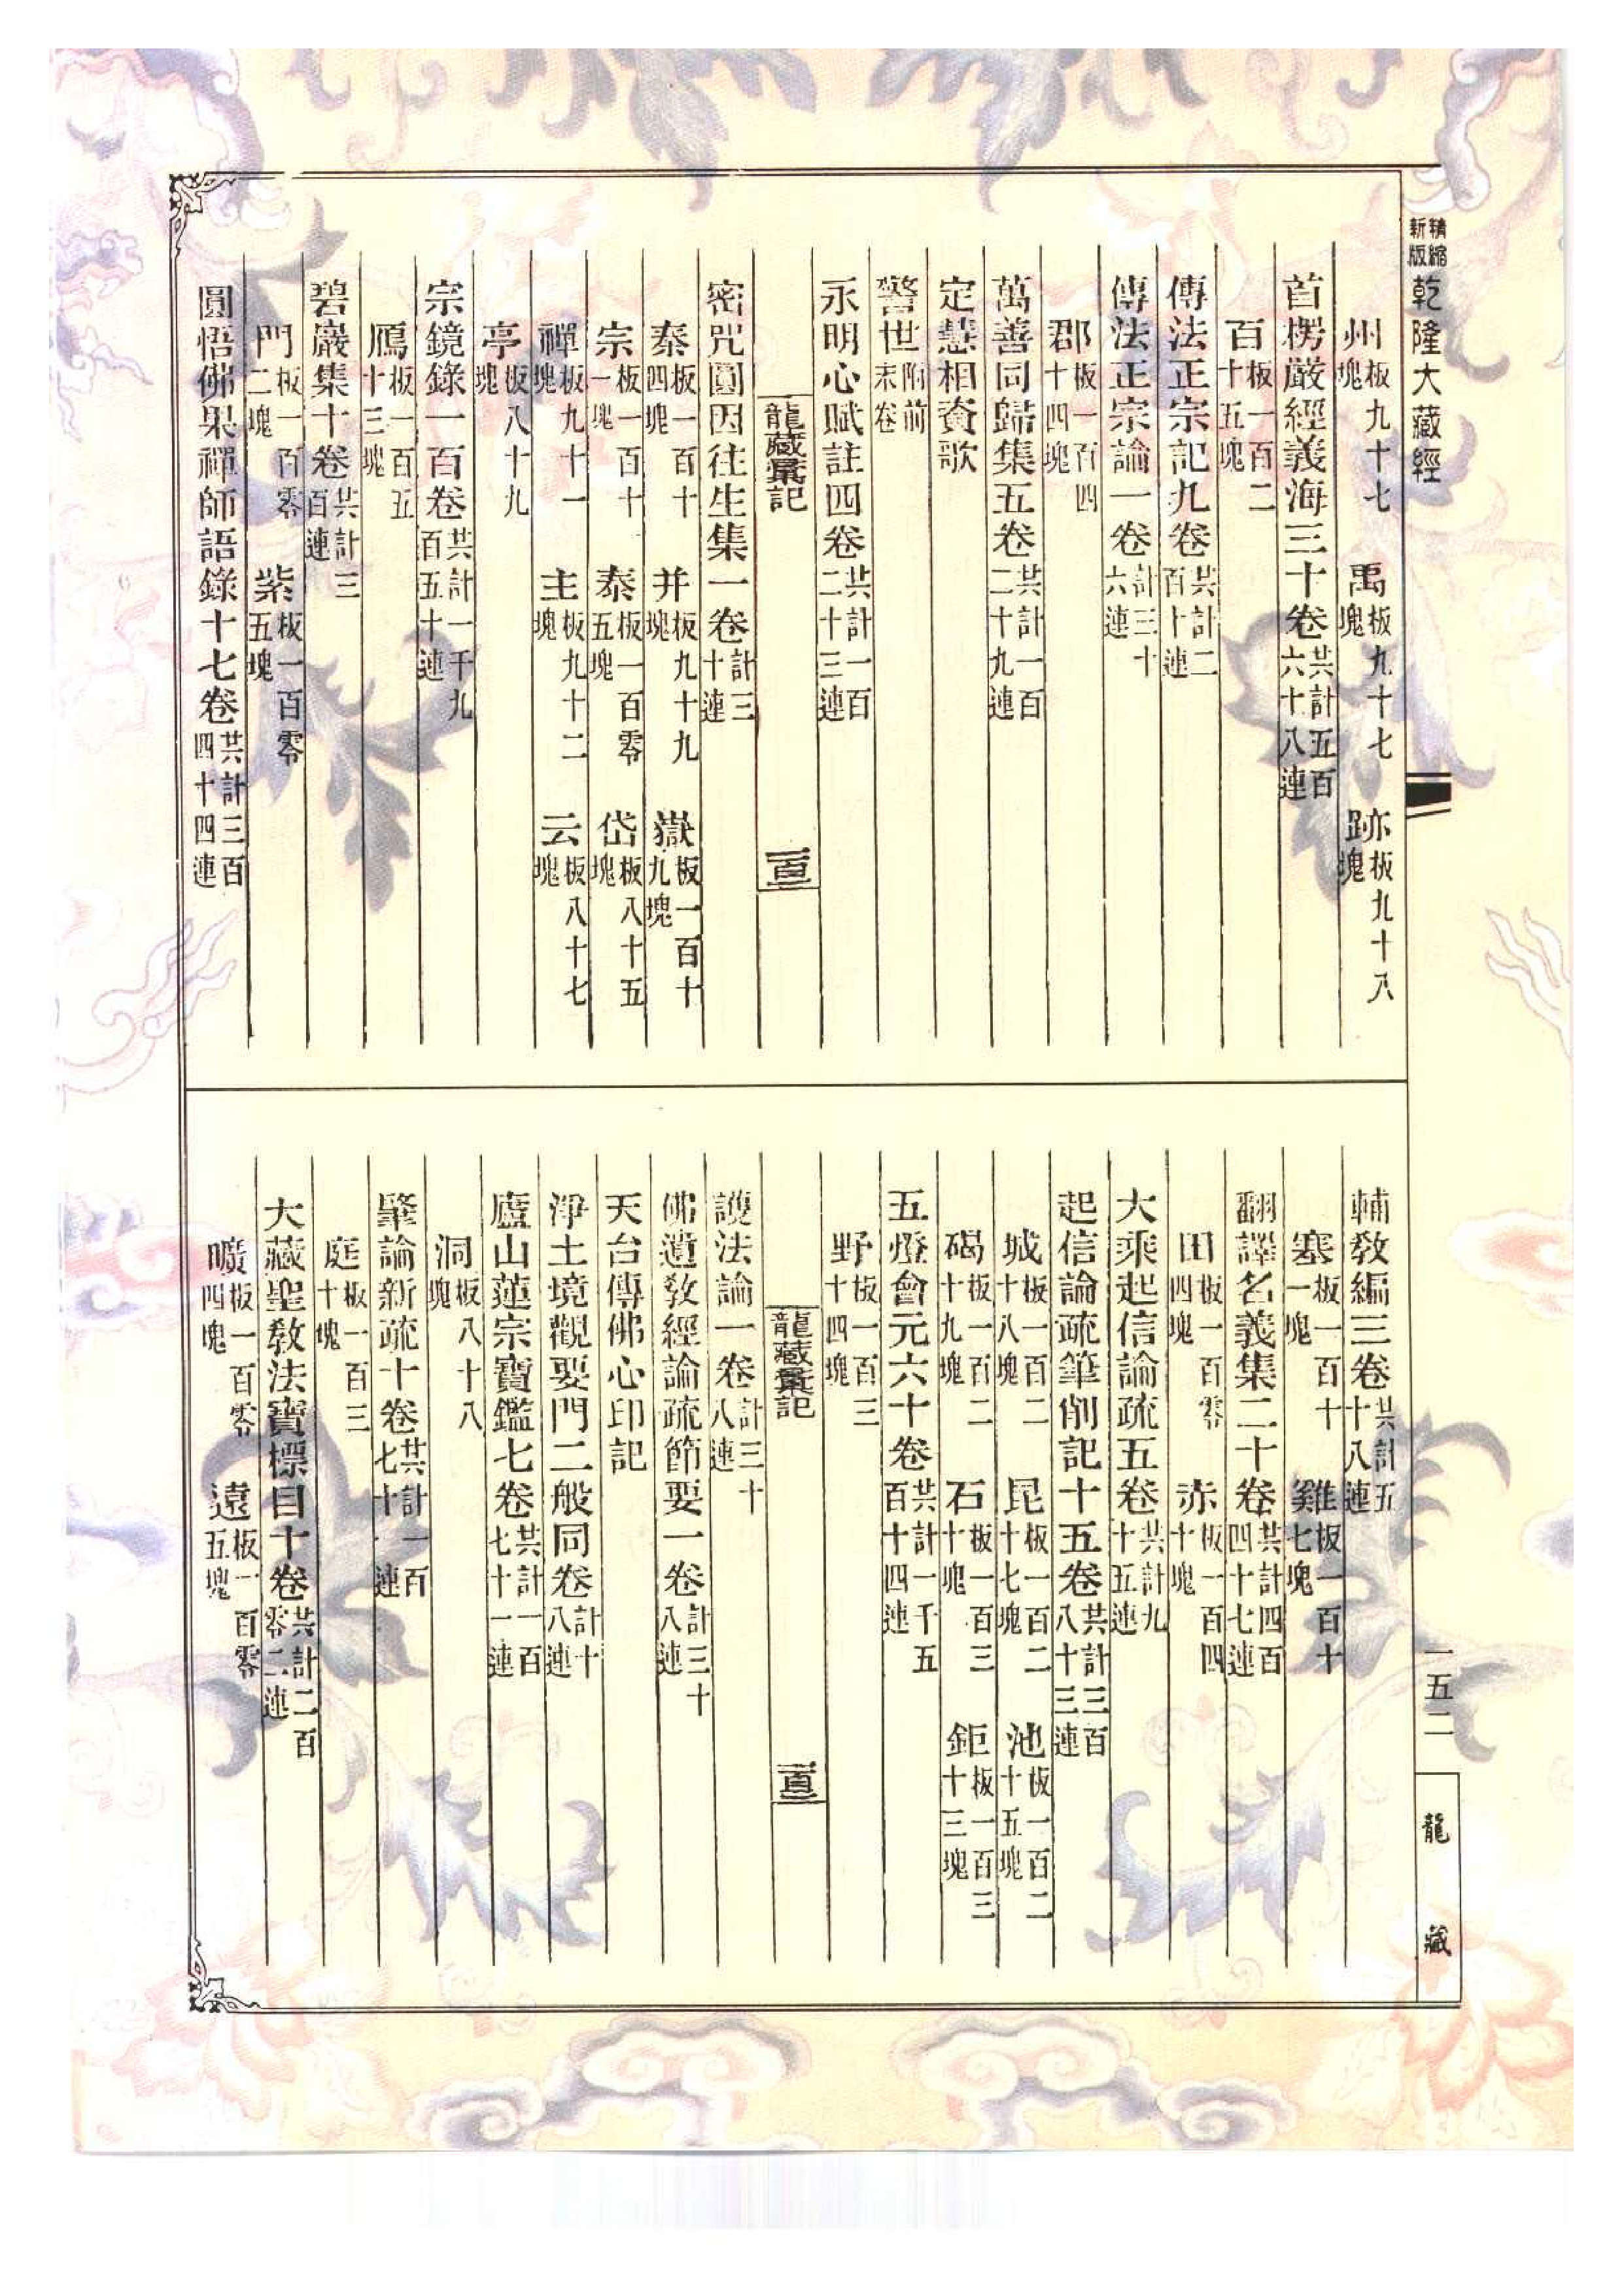 精縮新版 乾隆大藏經
州板九十七塊 禹板九十七塊 跡板九十八塊
首楞嚴經義海三十卷共計五百六十八連
百板一百二十五塊
傳法正宗記九卷共計二百十連
傳法正宗論一卷計三十六連
郡板一百四十四塊
萬善同歸集五卷共計一百二十九連
定慧相資歌
警世附前末卷
永明心賦註四卷共計一百二十三連
龍藏彙記 一百三
密咒圓因往生集一卷計三十連
秦板一百十四塊 并板九十九塊 嶽板一百十九塊
宗板一百十一塊 泰板一百零五塊 岱板八十五塊
禪板九十一塊 主板九十二塊 云板八十七塊
亭板八十九塊
宗鏡錄一百卷共計一千九百五十連
鴈板一百五十三塊
碧巖集十卷共計三百連
門板一百零二塊 紫板一百零五塊
圓悟佛果禪師語錄十七卷共計三百四十四連
輔教編三卷共計五十八連
塞板一百十一塊 雞板一百十七塊
翻譯名義集二十卷共計四百四十七連
田板一百零四塊 赤板一百四十塊
大乘起信論疏五卷共計九十五連
起信論疏筆削記十五卷共計三百八十三連
城板一百二十八塊 昆板一百二十七塊 池板一百二十五塊
碣板一百二十九塊 石板一百三十塊 鉅板一百三十三塊
五燈會元六十卷共計一千五百十四連
野板一百三十四塊
龍藏彙記 一百三
護法論一卷計三十八連
佛遺教經論疏節要一卷計三十八連
天台傳佛心印記
淨土境觀要門二般同卷計十八連
廬山蓮宗寶鑑七卷共計一百七十一連
洞板八十八塊
肇論新疏十卷共計一百七十一連
庭板一百三十塊
大藏聖教法寶標目十卷共計二百零二連
曠板一百零四塊 遠板一百零五塊
一五二
龍藏